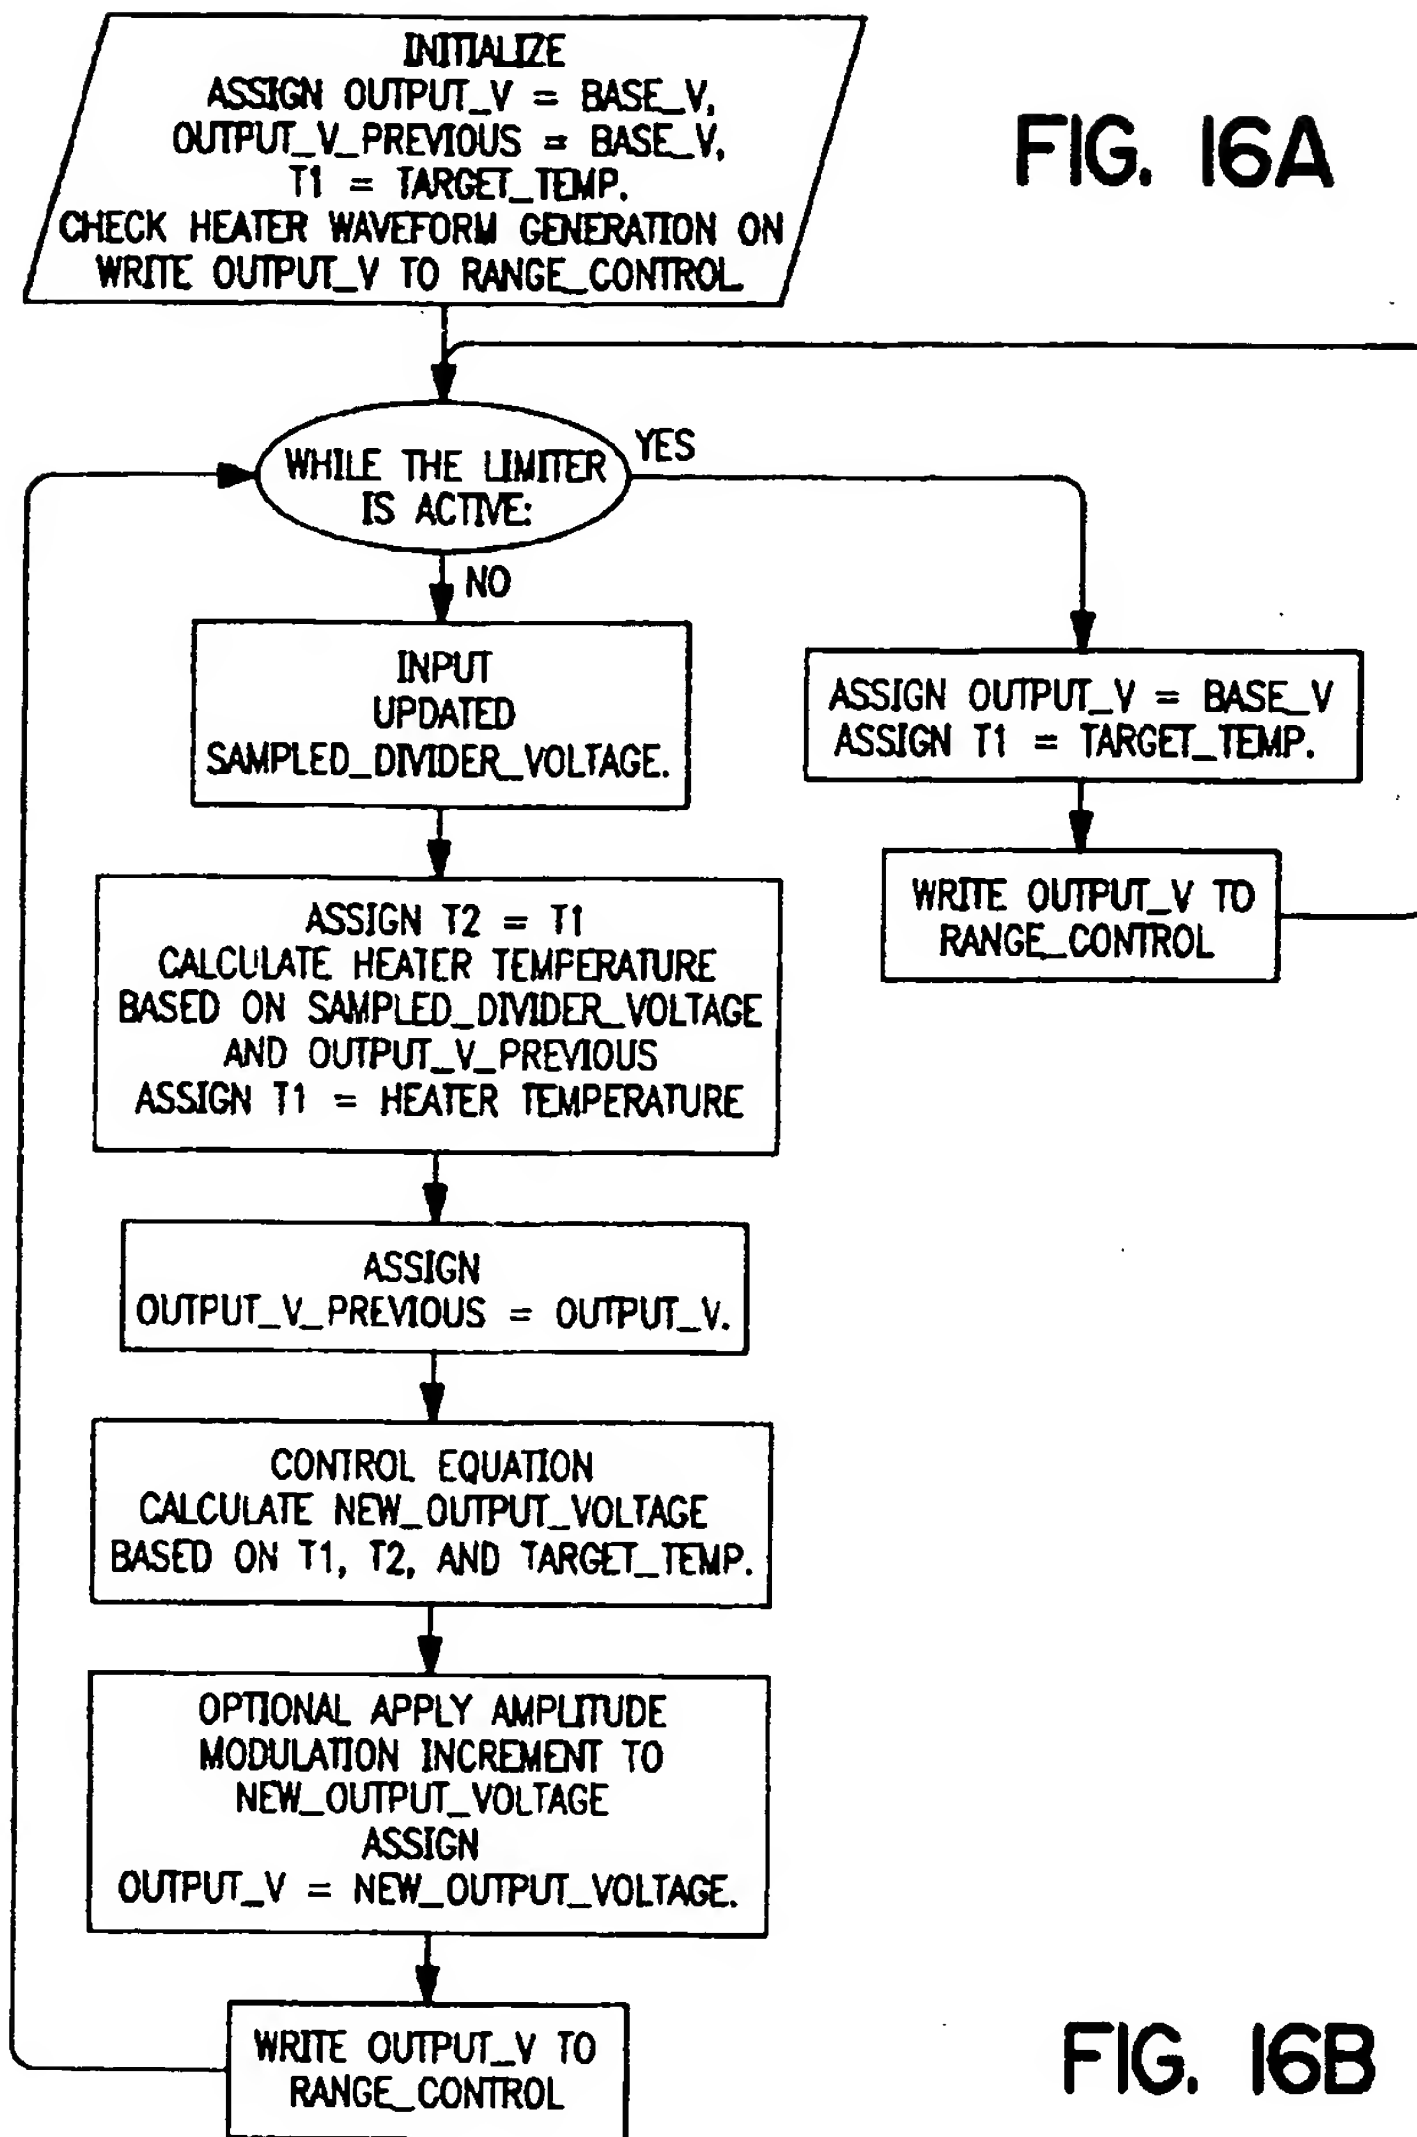 INITIALIZE
ASSIGN OUTPUT_V = BASE_V,
OUTPUT_V_PREVIOUS = BASE_V,
T1 = TARGET_TEMP.
CHECK HEATER WAVEFORM GENERATION ON
WRITE OUTPUT_V TO RANGE_CONTROL
FIG. 16A
WHILE THE LIMITER
IS ACTIVE:
YES
NO
INPUT
UPDATED
SAMPLED_DIVIDER_VOLTAGE.
ASSIGN OUTPUT_V = BASE_V
ASSIGN T1 = TARGET_TEMP.
WRITE OUTPUT_V TO
RANGE_CONTROL
ASSIGN T2 = T1
CALCULATE HEATER TEMPERATURE
BASED ON SAMPLED_DIVIDER_VOLTAGE
AND OUTPUT_V_PREVIOUS
ASSIGN T1 = HEATER TEMPERATURE
ASSIGN
OUTPUT_V_PREVIOUS = OUTPUT_V.
CONTROL EQUATION
CALCULATE NEW_OUTPUT_VOLTAGE
BASED ON T1, T2, AND TARGET_TEMP.
OPTIONAL APPLY AMPLITUDE
MODULATION INCREMENT TO
NEW_OUTPUT_VOLTAGE
ASSIGN
OUTPUT_V = NEW_OUTPUT_VOLTAGE.
WRITE OUTPUT_V TO
RANGE_CONTROL
FIG. 16B